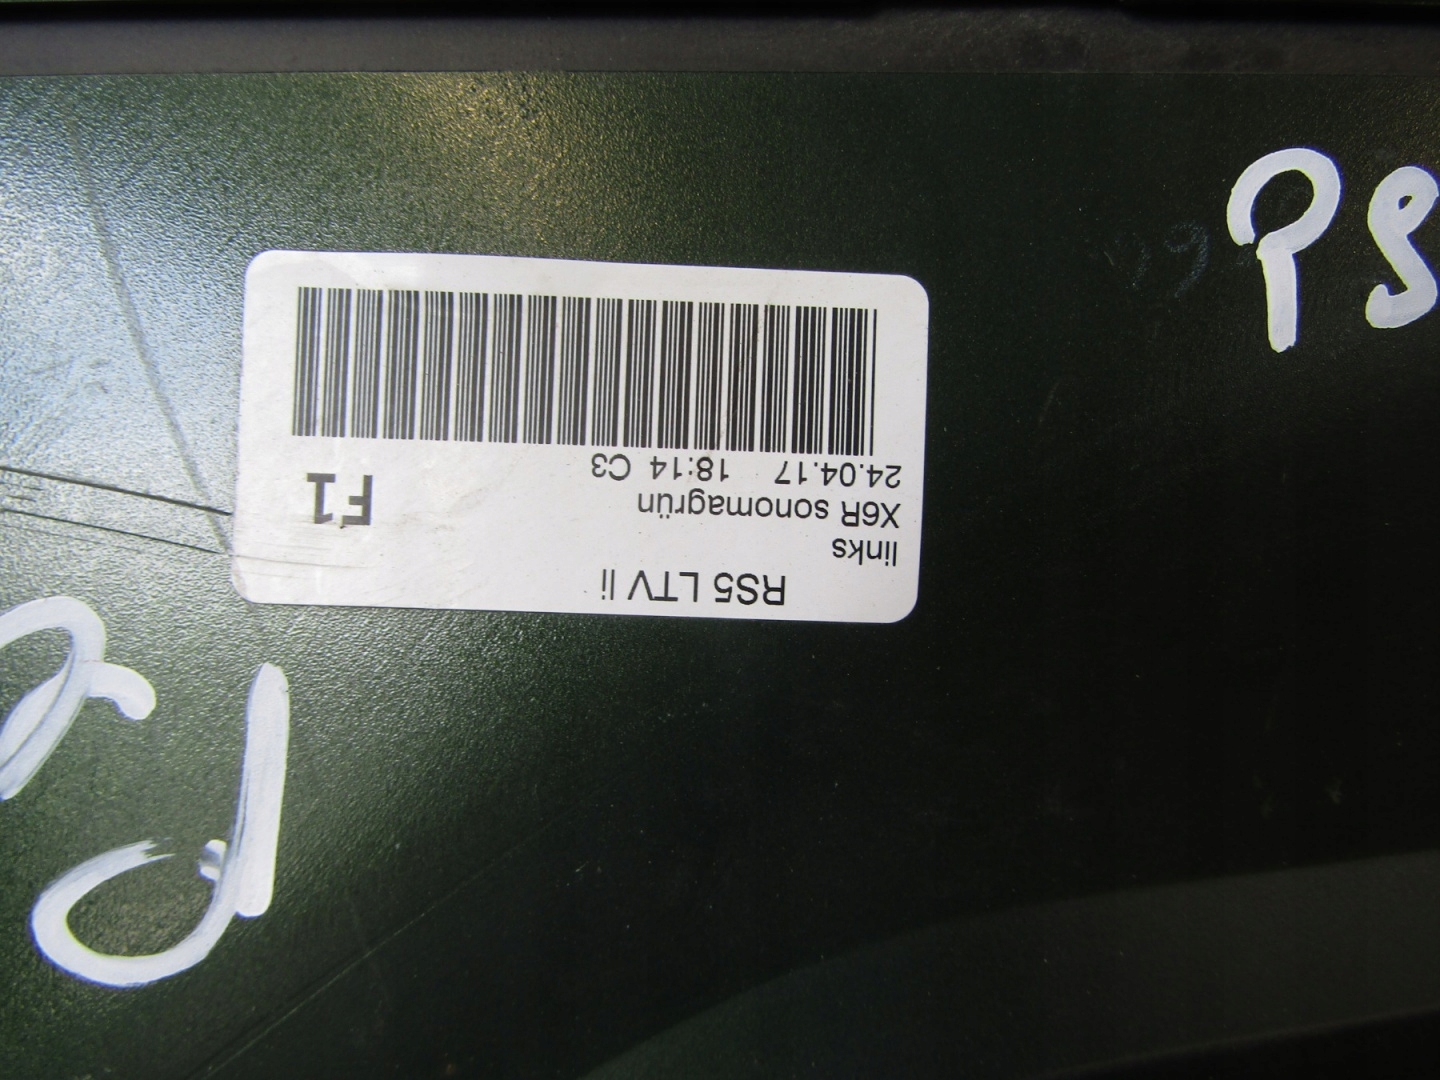 RS5 LTV li
links
X6R sonomagrün
24.04.17 18:14 C3
F1